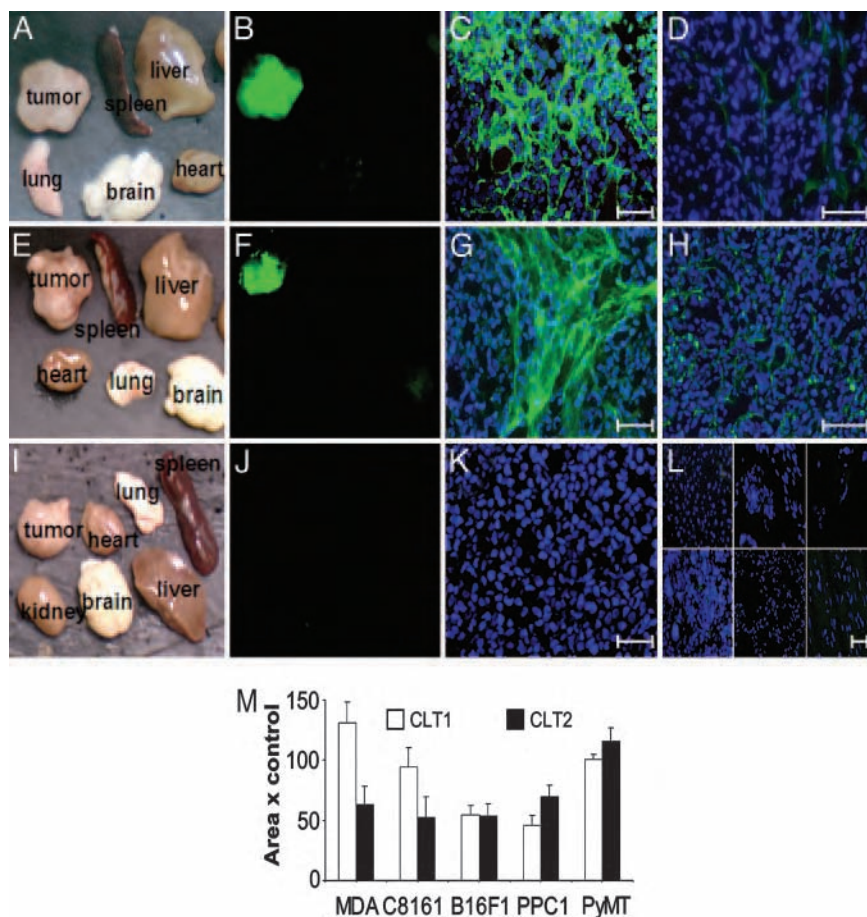 A
B
C
D
liver
tumor
spleen
lung
brain
heart
E
F
G
H
tumor
liver
spleen
heart
lung
brain
I
J
K
L
spleen
lung
tumor
heart
liver
kidney
brain
M
150
CLT1
CLT2
100
50
0
Area x control
MDA C8161 B16F1 PPC1 PyMT